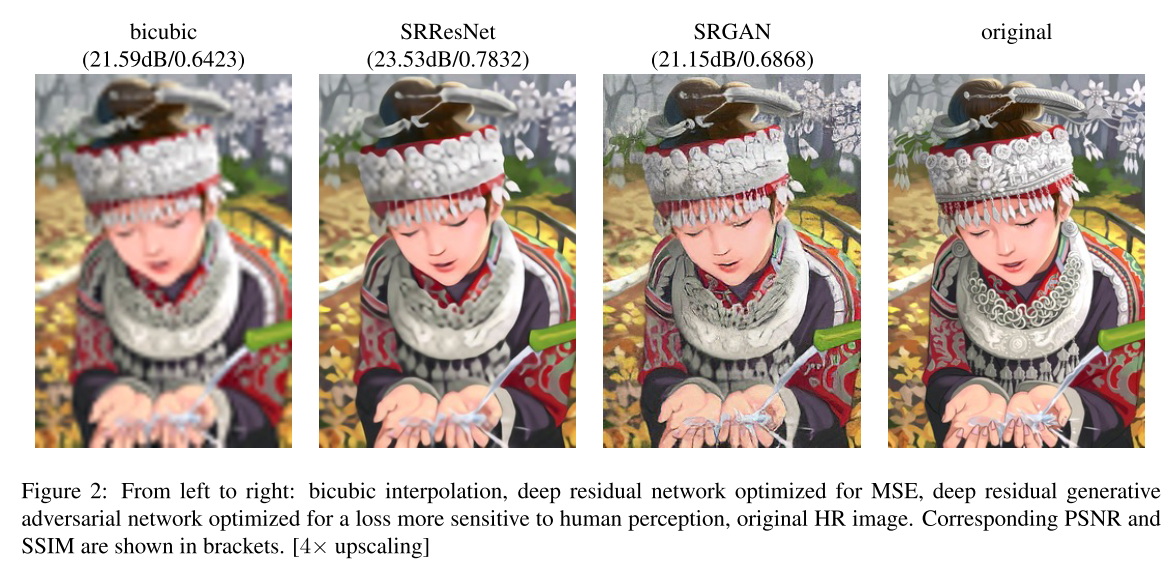 bicubic
(21.59dB/0.6423)
SRResNet
(23.53dB/0.7832)
SRGAN
(21.15dB/0.6868)
original
Figure 2: From left to right: bicubic interpolation, deep residual network optimized for MSE, deep residual generative
adversarial network optimized for a loss more sensitive to human perception, original HR image. Corresponding PSNR and
SSIM are shown in brackets. [4× upscaling]